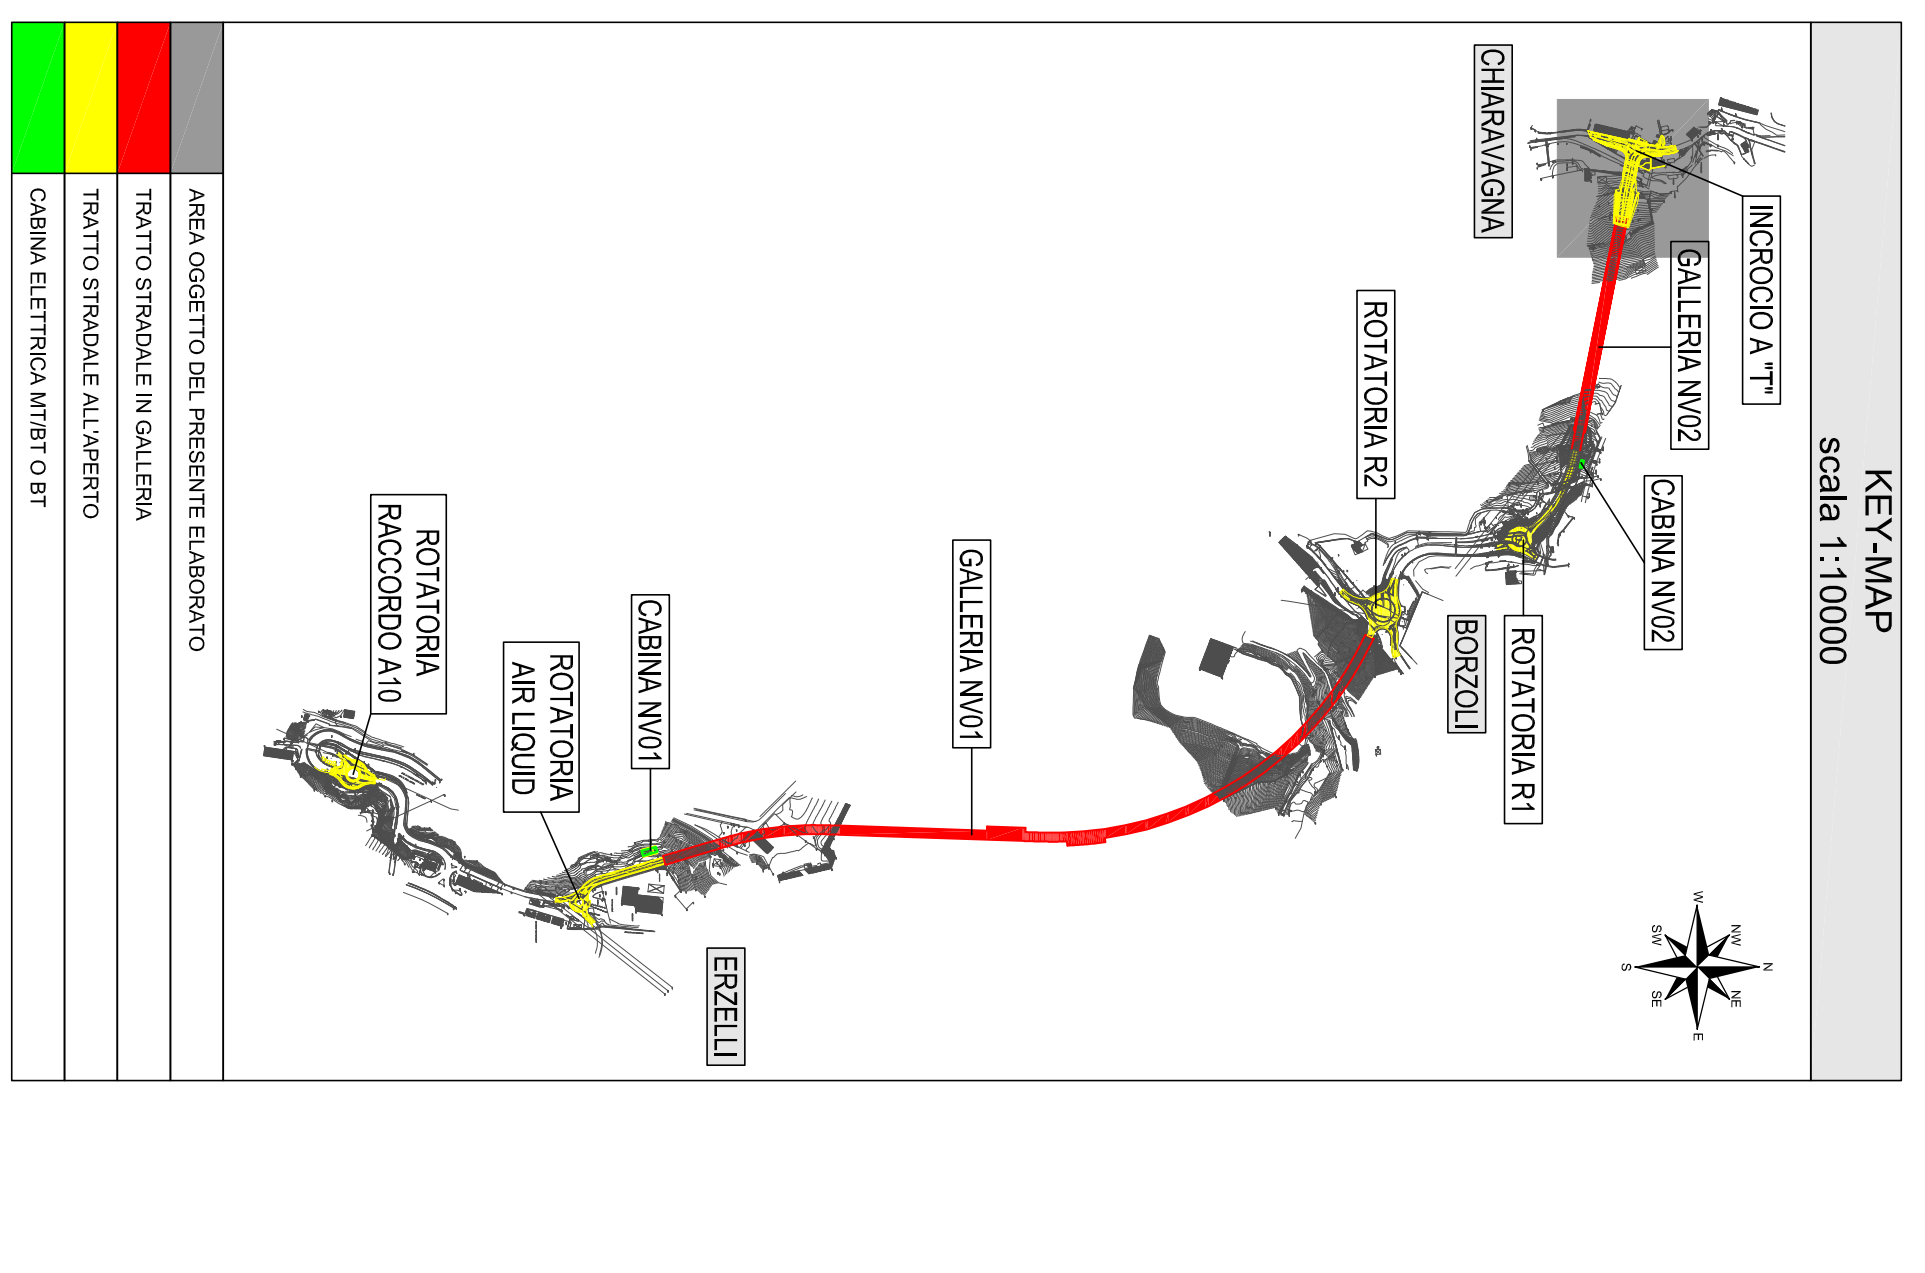 KEY-MAP
scala 1:10000
INCROCIO A "T"
GALLERIA NV02
CHIARAVAGNA
CABINA NV02
ROTATORIA R2
ROTATORIA R1
BORZOLI
GALLERIA NV01
CABINA NV01
ROTATORIA
AIR LIQUID
ROTATORIA
RACCORDO A10
ERZELLI
N
NE
E
SE
S
SW
W
NW
AREA OGGETTO DEL PRESENTE ELABORATO
TRATTO STRADALE IN GALLERIA
TRATTO STRADALE ALL'APERTO
CABINA ELETTRICA MT/BT O BT